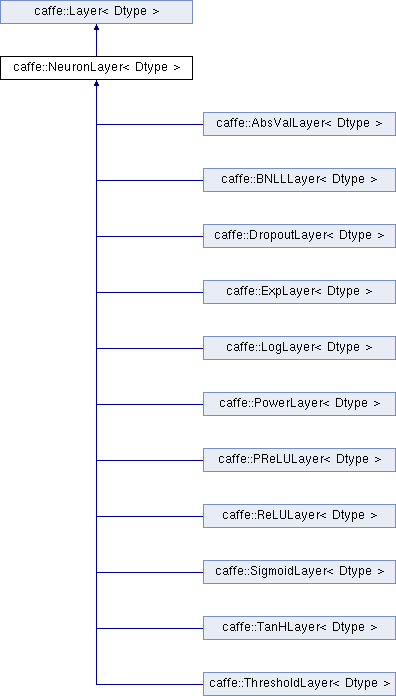 caffe::Layer< Dtype >
caffe::NeuronLayer< Dtype >
caffe::AbsValLayer< Dtype >
caffe::BNLLLayer< Dtype >
caffe::DropoutLayer< Dtype >
caffe::ExpLayer< Dtype >
caffe::LogLayer< Dtype >
caffe::PowerLayer< Dtype >
caffe::PReLULayer< Dtype >
caffe::ReLULayer< Dtype >
caffe::SigmoidLayer< Dtype >
caffe::TanHLayer< Dtype >
caffe::ThresholdLayer< Dtype >